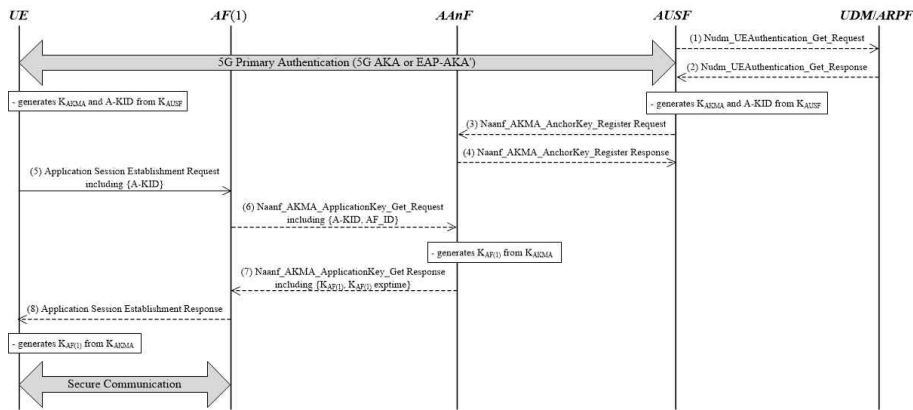 UE AF(1) AAnF AUSF UDM/ARPF
(1) Nudm_UEAuthentication_Get_Request
5G Primary Authentication (5G AKA or EAP-AKA')
(2) Nudm_UEAuthentication_Get_Response
- generates KAKMA and A-KID from KAUSF
- generates KAKMA and A-KID from KAUSF
(3) Naanf_AKMA_AnchorKey_Register Request
(4) Naanf_AKMA_AnchorKey_Register Response
(5) Application Session Establishment Request
including {A-KID}
(6) Naanf_AKMA_ApplicationKey_Get_Request
including {A-KID, AF_ID}
- generates KAF(1) from KAKMA
(7) Naanf_AKMA_ApplicationKey_Get Response
including {KAF(1), KAF(1) exptime}
(8) Application Session Establishment Response
- generates KAF(1) from KAKMA
Secure Communication